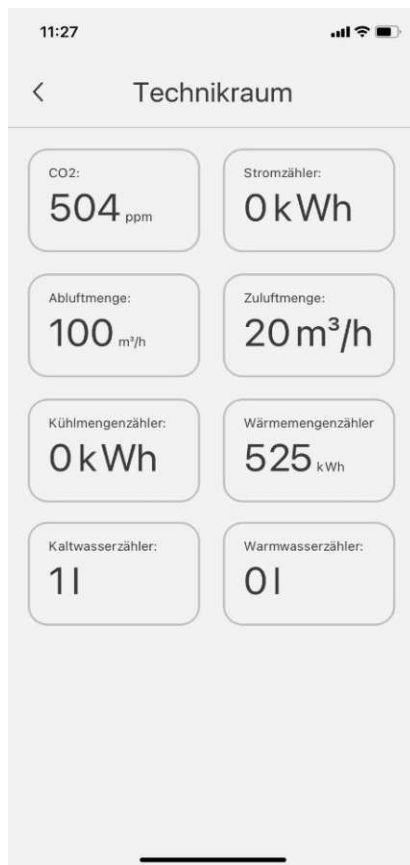 11:27
Technikraum
CO2:
504 ppm
Stromzähler:
0 kWh
Abluftmenge:
100 m³/h
Zuluftmenge:
20 m³/h
Kühlmengenzähler:
0 kWh
Wärmemengenzähler
525 kWh
Kaltwasserzähler:
1 l
Warmwasserzähler:
0 l